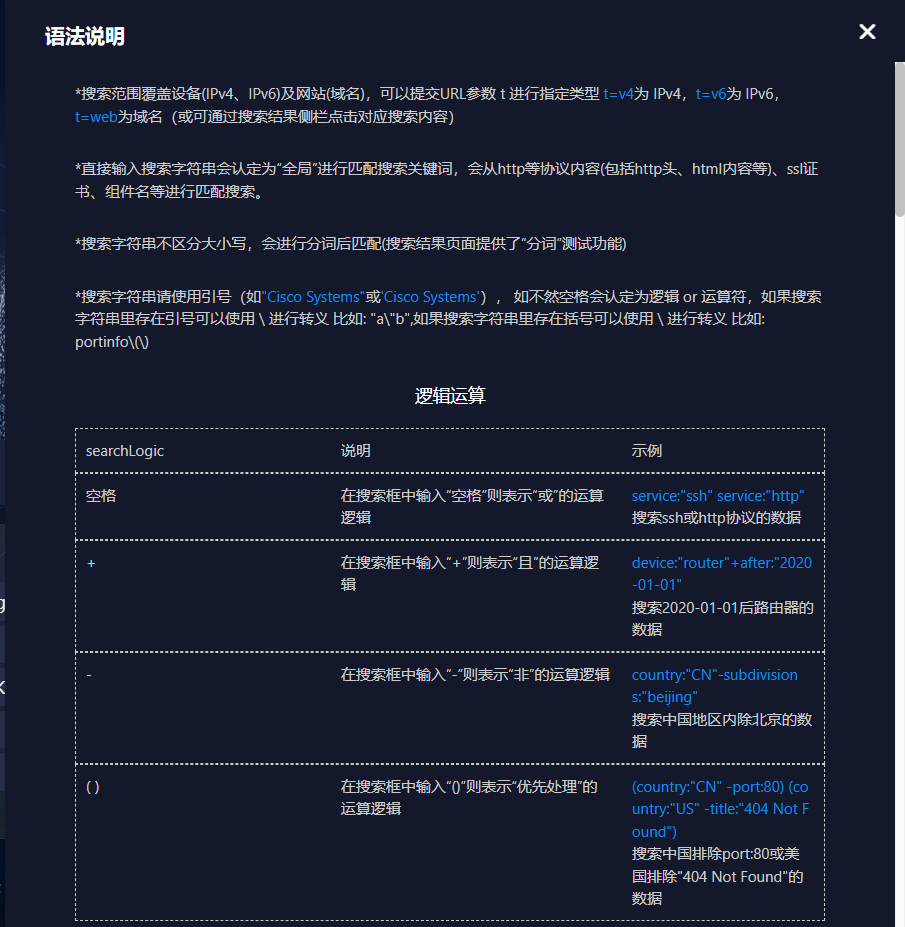 语法说明
*搜索范围覆盖设备(IPv4、IPv6)及网站(域名)，可以提交URL参数 t 进行指定类型 t=v4为 IPv4，t=v6为 IPv6，
t=web为域名（或可通过搜索结果侧栏点击对应搜索内容）
*直接输入搜索字符串会认定为“全局”进行匹配搜索关键词，会从http等协议内容(包括http头、html内容等)、ssl证
书、组件名等进行匹配搜索。
*搜索字符串不区分大小写，会进行分词后匹配(搜索结果页面提供了“分词”测试功能)
*搜索字符串请使用引号（如"Cisco Systems"或'Cisco Systems'）， 如不然空格会认定为逻辑 or 运算符，如果搜索
字符串里存在引号可以使用 \ 进行转义 比如: "a\"b",如果搜索字符串里存在括号可以使用 \ 进行转义 比如:
portinfo\(\)
逻辑运算
searchLogic 说明 示例
空格 在搜索框中输入“空格”则表示“或”的运算 service:"ssh" service:"http"
逻辑 搜索ssh或http协议的数据
+ 在搜索框中输入“+”则表示“且”的运算逻 device:"router"+after:"2020
辑 -01-01"
搜索2020-01-01后路由器的
数据
- 在搜索框中输入“-”则表示“非”的运算逻辑 country:"CN"-subdivision
s:"beijing"
搜索中国地区内除北京的数
据
( ) 在搜索框中输入“()”则表示“优先处理”的 (country:"CN" -port:80) (co
运算逻辑 untry:"US" -title:"404 Not F
ound")
搜索中国排除port:80或美
国排除"404 Not Found"的
数据